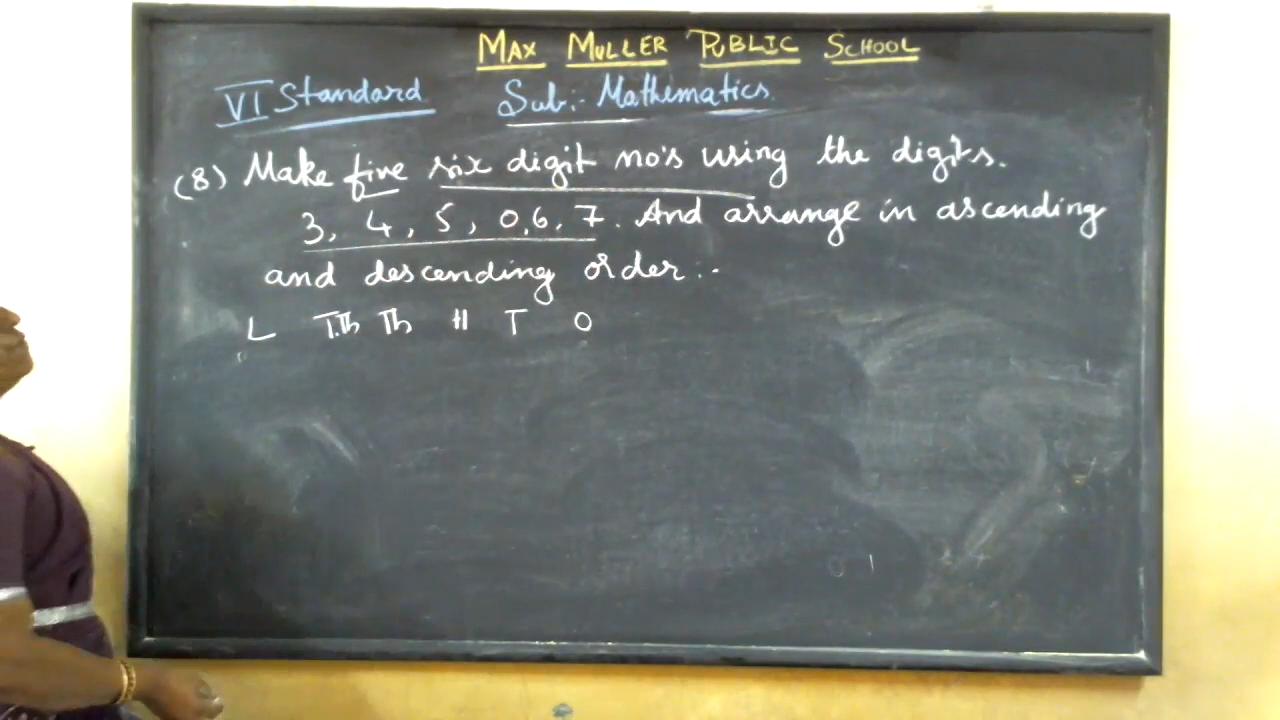 MAX MULLER PUBLIC SCHOOL
VI Standard Sub:- Mathematics
(8) Make five six digit no's using the digits.
3, 4, 5, 0,6, 7. And arrange in ascending
and descending order:-
L T.Th Th H T O